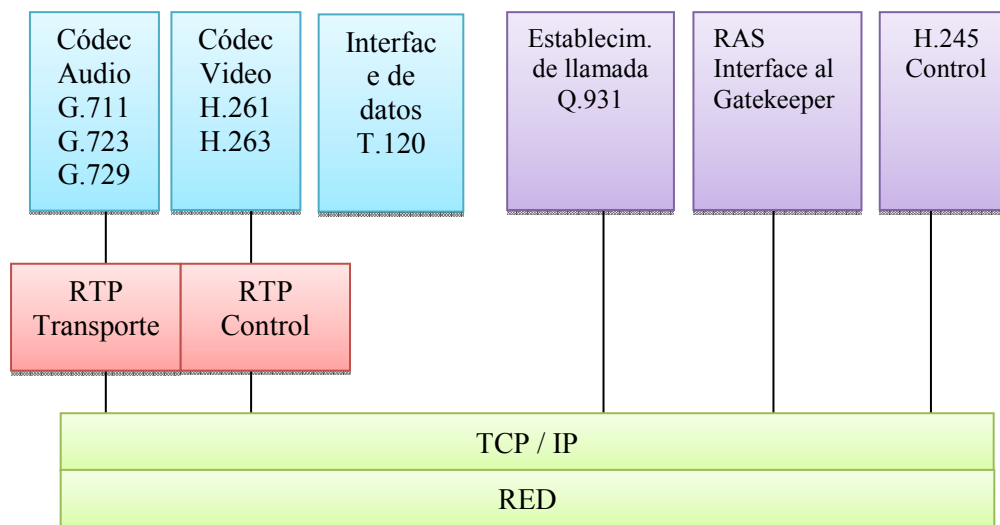 Códec
Audio
G.711
G.723
G.729
Códec
Video
H.261
H.263
Interfac
e de
datos
T.120
Establecim.
de llamada
Q.931
RAS
Interface al
Gatekeeper
H.245
Control
RTP
Transporte
RTP
Control
TCP / IP
RED